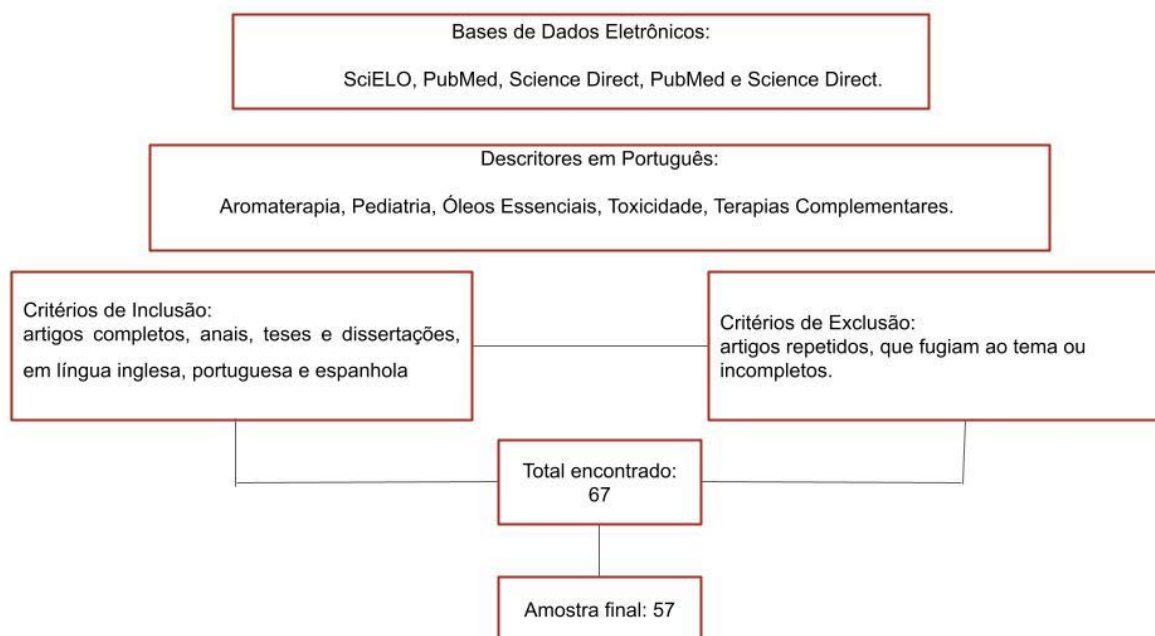 Bases de Dados Eletrônicos:
SciELO, PubMed, Science Direct, PubMed e Science Direct.
Descritores em Português:
Aromaterapia, Pediatria, Óleos Essenciais, Toxicidade, Terapias Complementares.
Critérios de Inclusão:
artigos completos, anais, teses e dissertações,
em língua inglesa, portuguesa e espanhola
Critérios de Exclusão:
artigos repetidos, que fugiam ao tema ou
incompletos.
Total encontrado:
67
Amostra final: 57